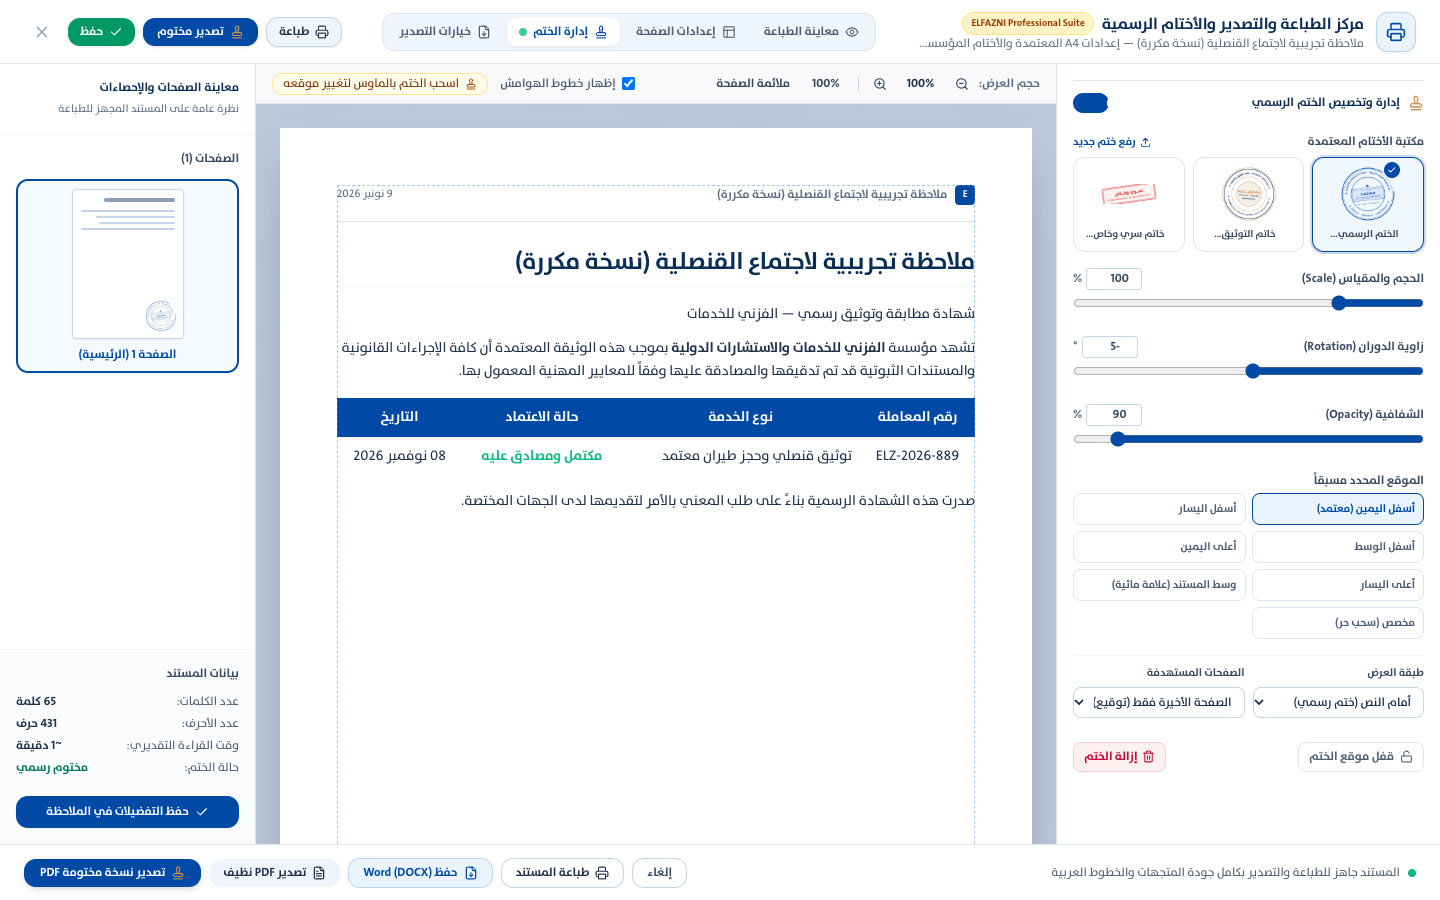 مركز الطباعة والتصدير والأختام الرسمية
ELFAZNI Professional Suite
ملاحظة تجريبية لاجتماع القنصلية (نسخة مكررة) — إعدادات A4 المعتمدة والأختام المؤسسـ...
معاينة الطباعة
إعدادات الصفحة
إدارة الختم
خيارات التصدير
طباعة
تصدير مختوم
حفظ
إدارة وتخصيص الختم الرسمي
مكتبة الأختام المعتمدة
رفع ختم جديد
الختم الرسمي...
خاتم التوثيق...
خاتم سري وخاص...
الحجم والمقياس (Scale)
100 %
زاوية الدوران (Rotation)
5- °
الشفافية (Opacity)
90 %
الموقع المحدد مسبقاً
أسفل اليمين (معتمد)
أسفل اليسار
أسفل الوسط
أعلى اليمين
أعلى اليسار
وسط المستند (علامة مائية)
مخصص (سحب حر)
طبقة العرض
الصفحات المستهدفة
أمام النص (ختم رسمي)
الصفحة الأخيرة فقط (توقيع)
قفل موقع الختم
إزالة الختم
حجم العرض:
100%
100%
ملائمة الصفحة
إظهار خطوط الهوامش
اسحب الختم بالماوس لتغيير موقعه
E
ملاحظة تجريبية لاجتماع القنصلية (نسخة مكررة)
9 نونبر 2026
ملاحظة تجريبية لاجتماع القنصلية (نسخة مكررة)
شهادة مطابقة وتوثيق رسمي — الفزني للخدمات
تشهد مؤسسة الفزني للخدمات والاستشارات الدولية بموجب هذه الوثيقة المعتمدة أن كافة الإجراءات القانونية
والمستندات الثبوتية قد تم تدقيقها والمصادقة عليها وفقاً للمعايير المهنية المعمول بها.
رقم المعاملة
نوع الخدمة
حالة الاعتماد
التاريخ
ELZ-2026-889
توثيق قنصلي وحجز طيران معتمد
مكتمل ومصادق عليه
08 نوفمبر 2026
صدرت هذه الشهادة الرسمية بناءً على طلب المعني بالأمر لتقديمها لدى الجهات المختصة.
معاينة الصفحات والإحصاءات
نظرة عامة على المستند المجهز للطباعة
الصفحات (1)
الصفحة 1 (الرئيسية)
بيانات المستند
عدد الكلمات:
65 كلمة
عدد الأحرف:
431 حرف
وقت القراءة التقديري:
~1 دقيقة
حالة الختم:
مختوم رسمي
حفظ التفضيلات في الملاحظة
المستند جاهز للطباعة والتصدير بكامل جودة المتجهات والخطوط العربية
إلغاء
طباعة المستند
حفظ Word (DOCX)
تصدير PDF نظيف
تصدير نسخة مختومة PDF